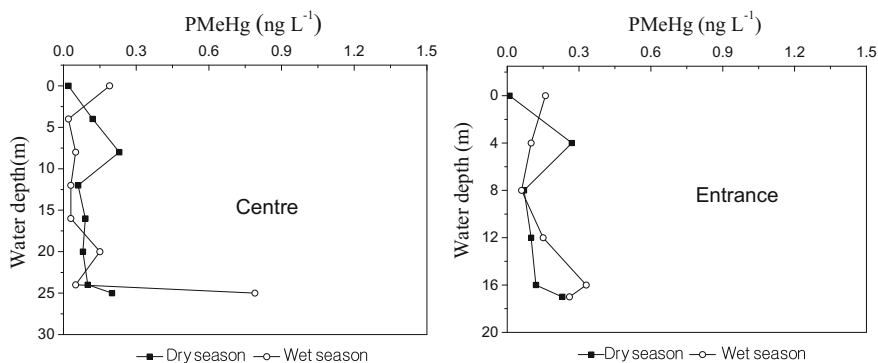 PMeHg (ng L⁻¹)
0.0 0.3 0.6 0.9 1.2 1.5
Water depth(m)
0
5
10
15
20
25
30
Centre
Dry season Wet season
PMeHg (ng L⁻¹)
0.0 0.3 0.6 0.9 1.2 1.5
Water depth (m)
0
4
8
12
16
20
Entrance
Dry season Wet season